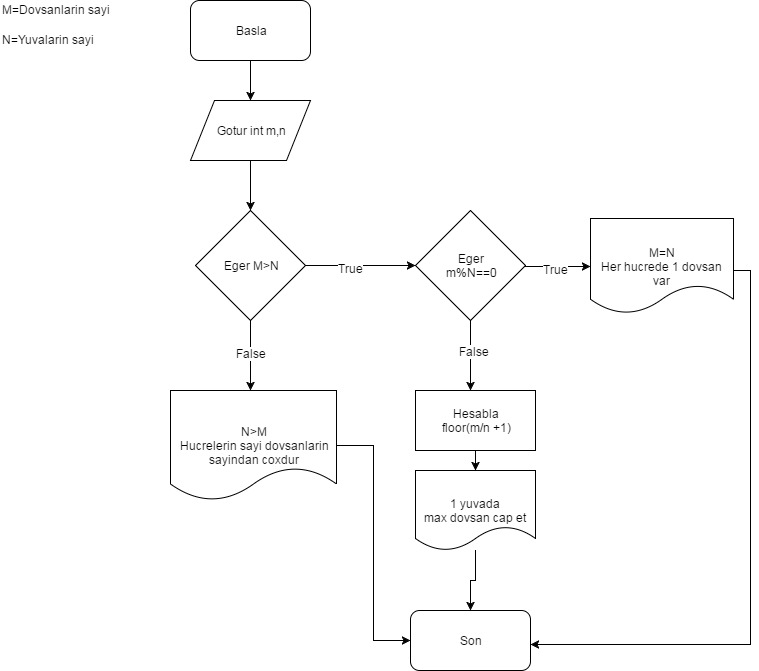 M=Dovsanlarin sayi
N=Yuvalarin sayi
Basla
Gotur int m,n
Eger M>N
True
Eger
m%N==0
True
M=N
Her hucrede 1 dovsan
var
False
False
N>M
Hucrelerin sayi dovsanlarin
sayindan coxdur
Hesabla
floor(m/n +1)
1 yuvada
max dovsan cap et
Son